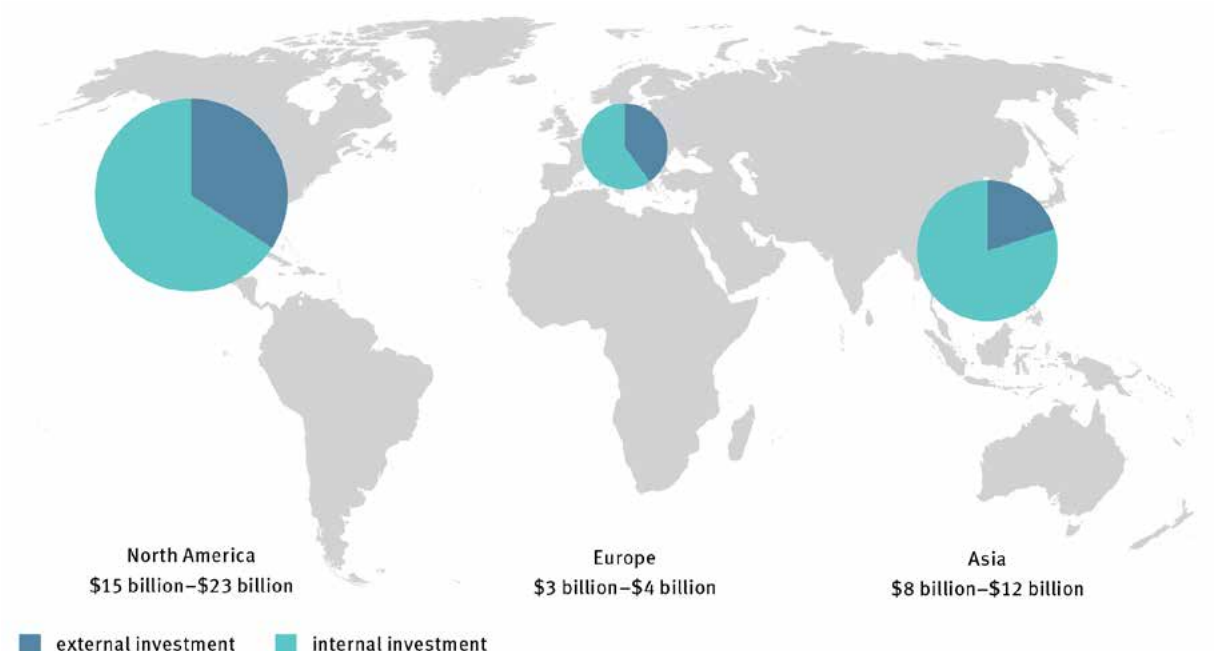 North America
$15 billion–$23 billion
Europe
$3 billion–$4 billion
Asia
$8 billion–$12 billion
external investment
internal investment